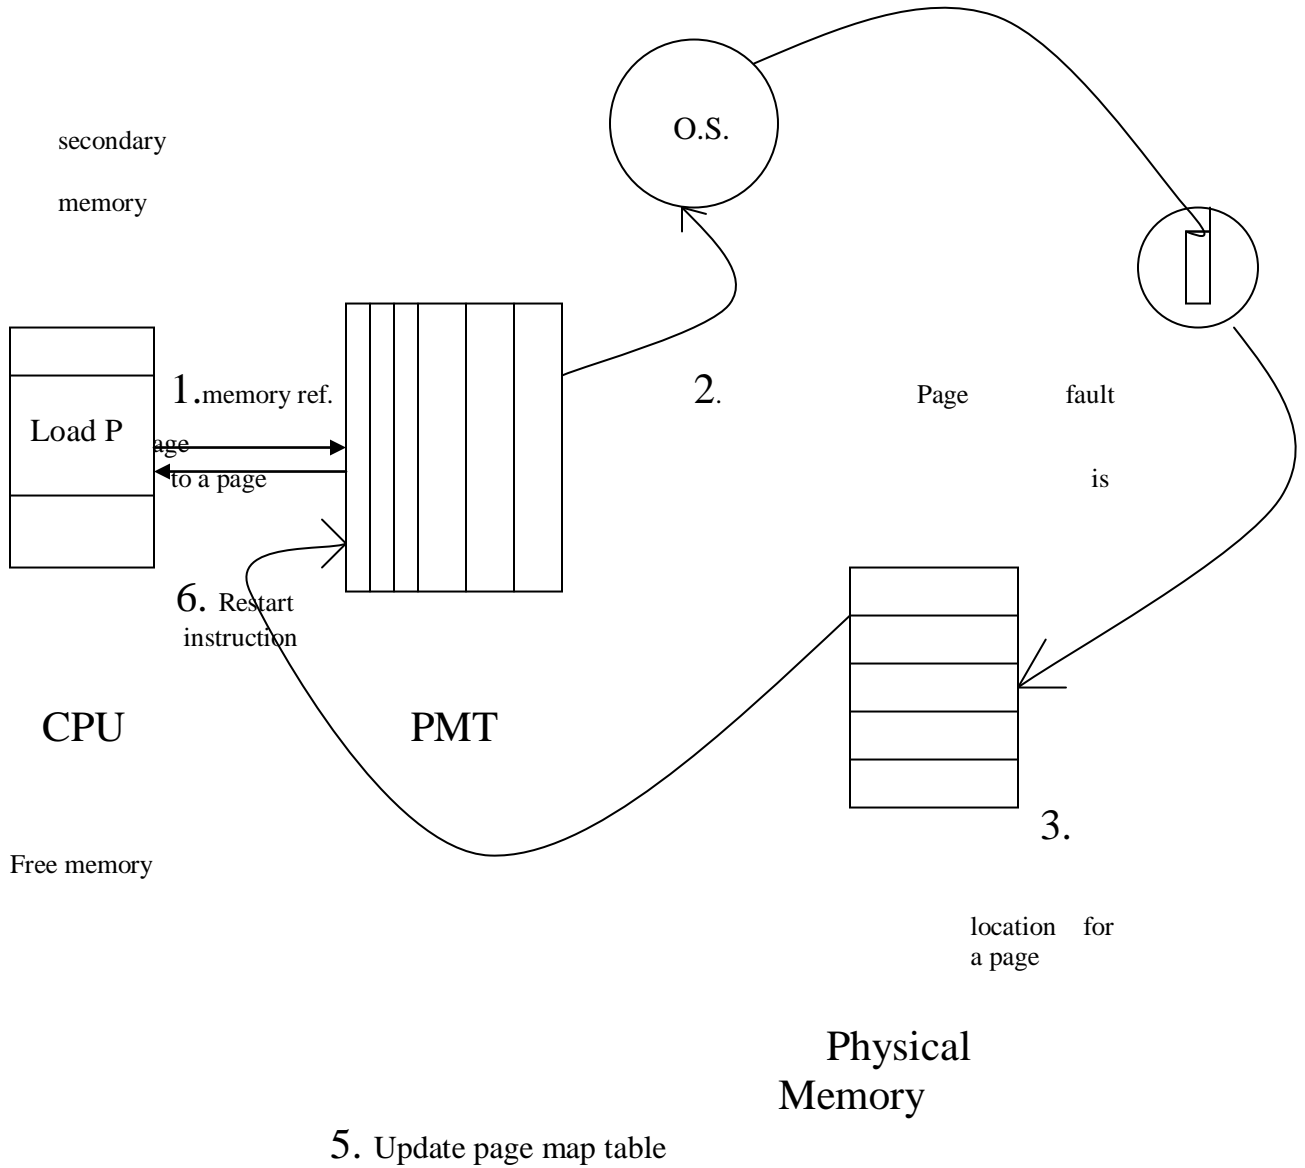 O.S.
secondary
memory
1.memory ref.
2.
Page fault
Load P
age
to a page
is
6. Restart
instruction
CPU
PMT
3.
Free memory
location for
a page
Physical
Memory
5. Update page map table